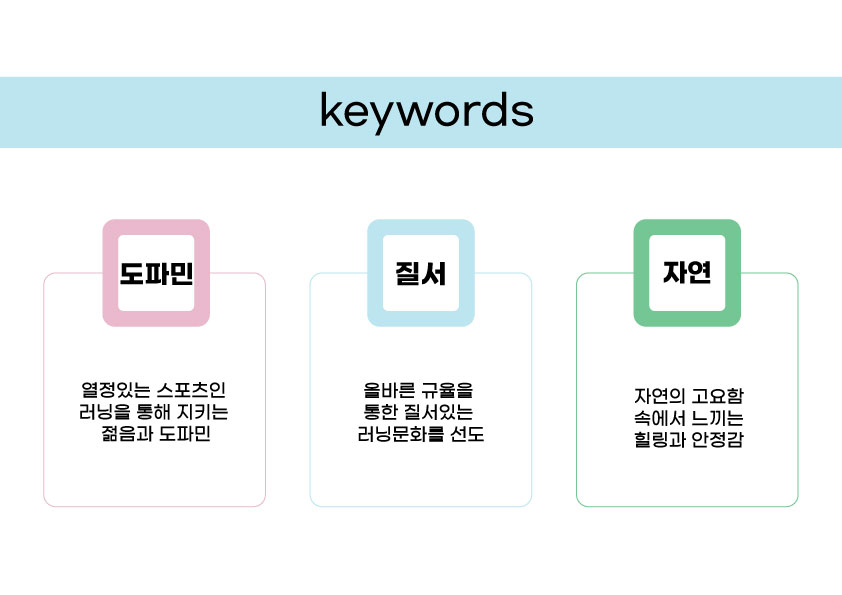 keywords
도파민
열정있는 스포츠인
러닝을 통해 지키는
젊음과 도파민
질서
올바른 규율을
통한 질서있는
러닝문화를 선도
자연
자연의 고요함
속에서 느끼는
힐링과 안정감